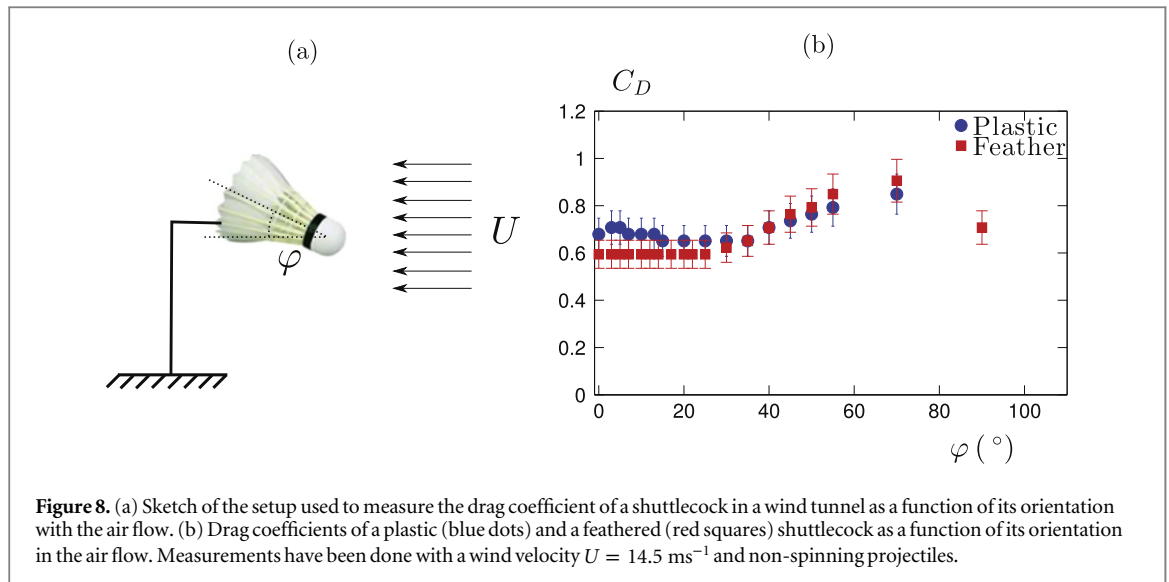 (a)
φ
U
(b)
C_D
1.2
1
0.8
0.6
0.4
0.2
0
Plastic
Feather
0 20 40 60 80 100
φ (°)
Figure 8. (a) Sketch of the setup used to measure the drag coefficient of a shuttlecock in a wind tunnel as a function of its orientation
with the air flow. (b) Drag coefficients of a plastic (blue dots) and a feathered (red squares) shuttlecock as a function of its orientation
in the air flow. Measurements have been done with a wind velocity U = 14.5 ms⁻¹ and non-spinning projectiles.